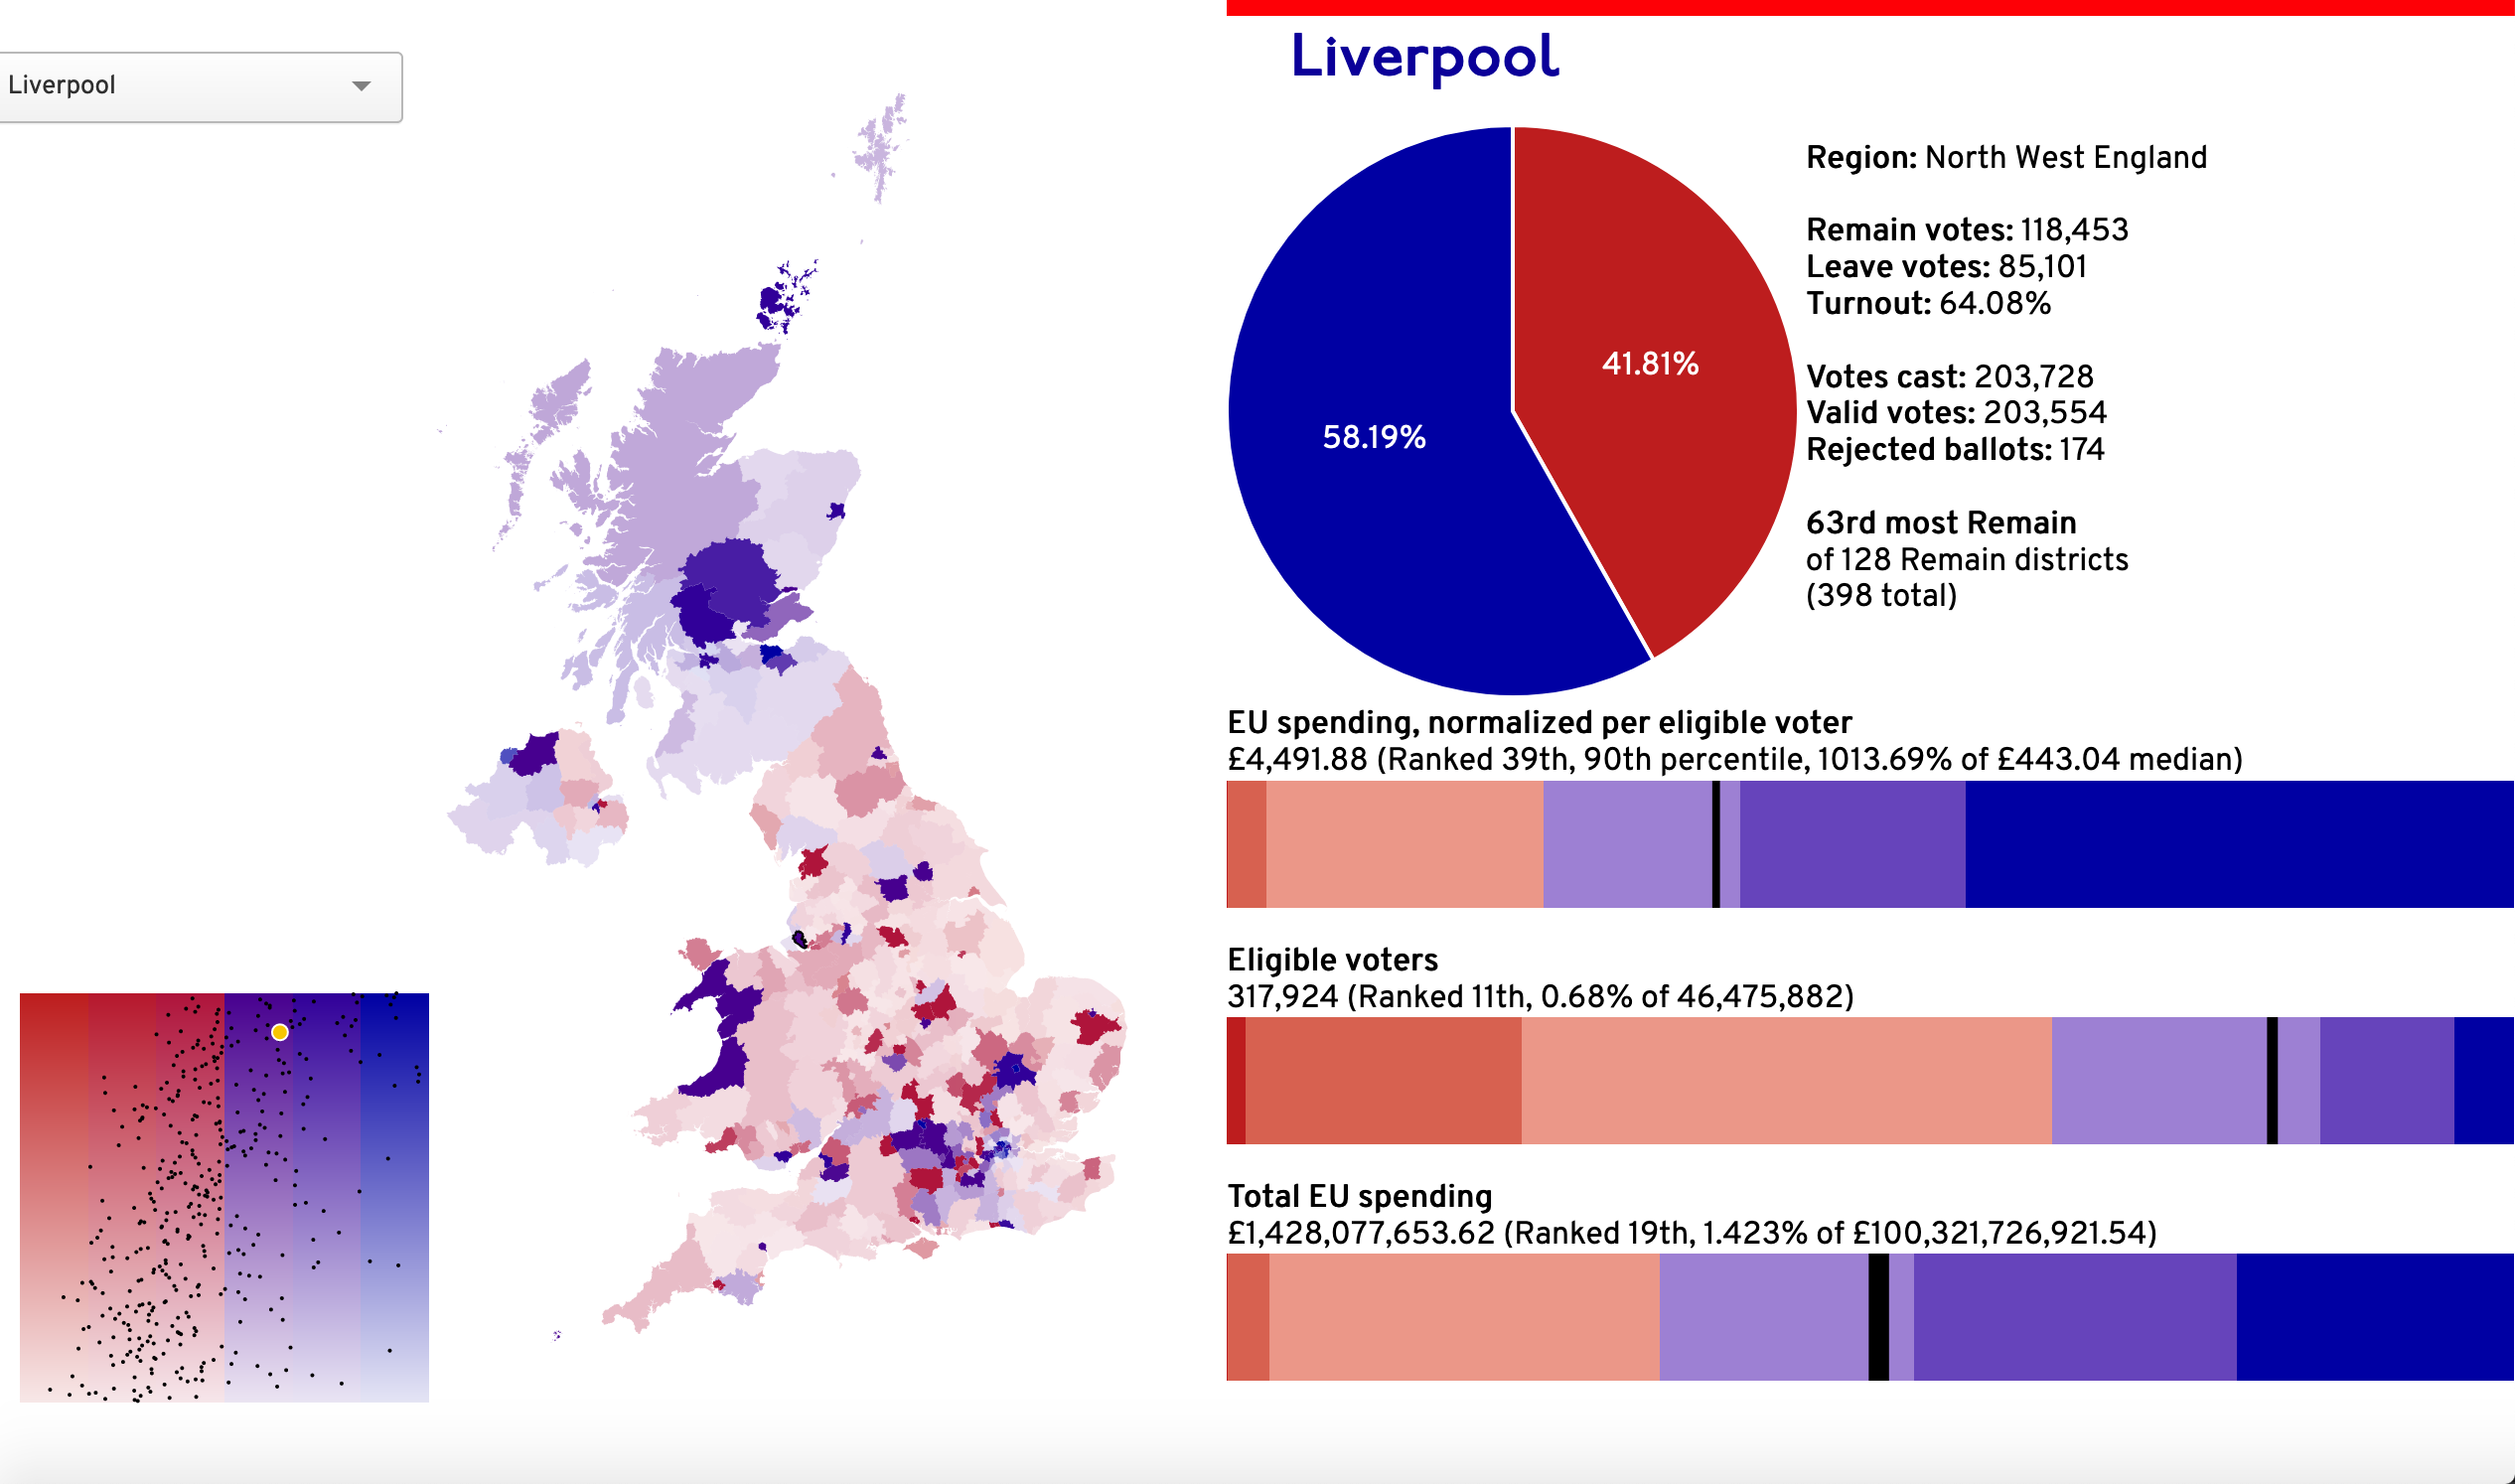 Liverpool
Liverpool
41.81%
58.19%
Region: North West England
Remain votes: 118,453
Leave votes: 85,101
Turnout: 64.08%
Votes cast: 203,728
Valid votes: 203,554
Rejected ballots: 174
63rd most Remain
of 128 Remain districts
(398 total)
EU spending, normalized per eligible voter
£4,491.88 (Ranked 39th, 90th percentile, 1013.69% of £443.04 median)
Eligible voters
317,924 (Ranked 11th, 0.68% of 46,475,882)
Total EU spending
£1,428,077,653.62 (Ranked 19th, 1.423% of £100,321,726,921.54)